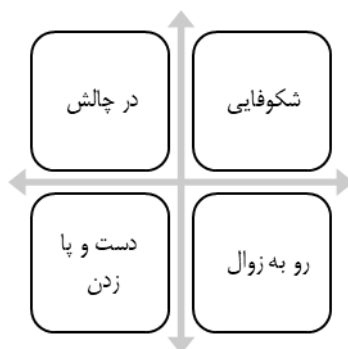 شکوفایی
در چالش
رو به زوال
دست و پا
زدن